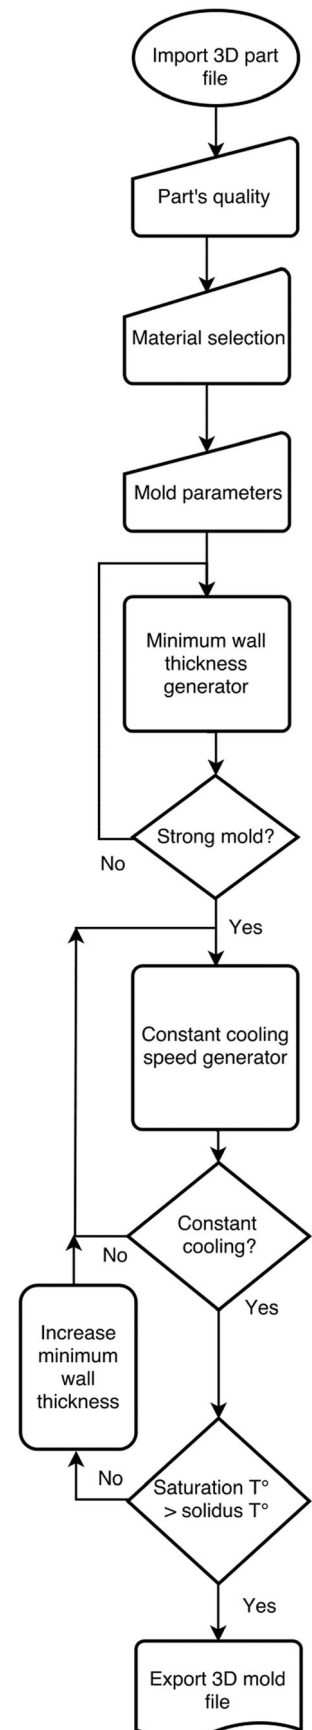 Import 3D part
file
Part's quality
Material selection
Mold parameters
Minimum wall
thickness
generator
Strong mold?
No
Yes
Constant cooling
speed generator
Constant
cooling?
No
Yes
Increase
minimum
wall
thickness
No
Saturation T°
> solidus T°
Yes
Export 3D mold
file